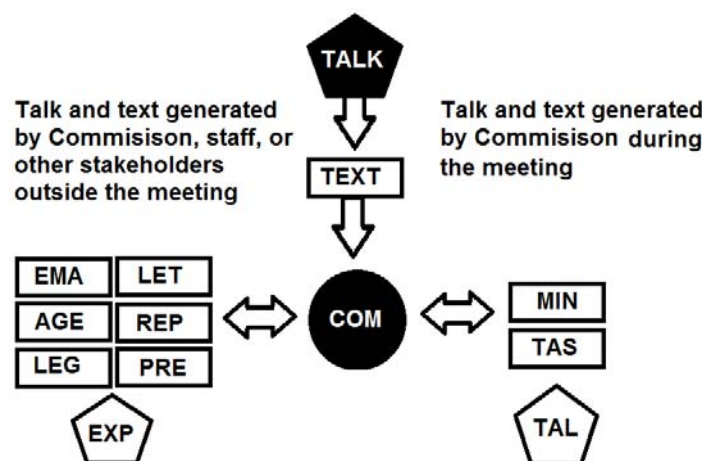 TALK
Talk and text generated
by Commisison, staff, or
other stakeholders
outside the meeting
Talk and text generated
by Commisison during
the meeting
TEXT
EMA LET
AGE REP
LEG PRE
EXP
COM
MIN
TAS
TAL